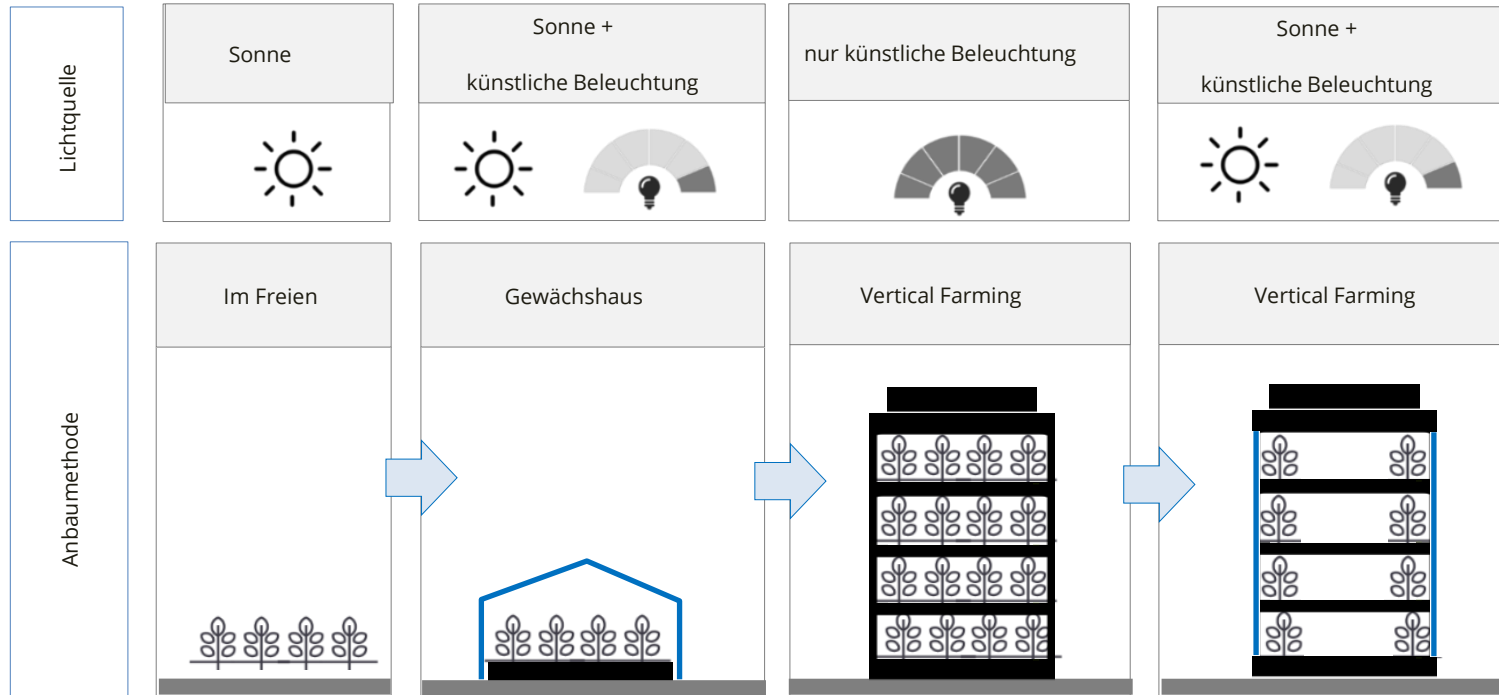 Lichtquelle
Sonne
Sonne +
künstliche Beleuchtung
nur künstliche Beleuchtung
Sonne +
künstliche Beleuchtung
Anbaumethode
Im Freien
Gewächshaus
Vertical Farming
Vertical Farming